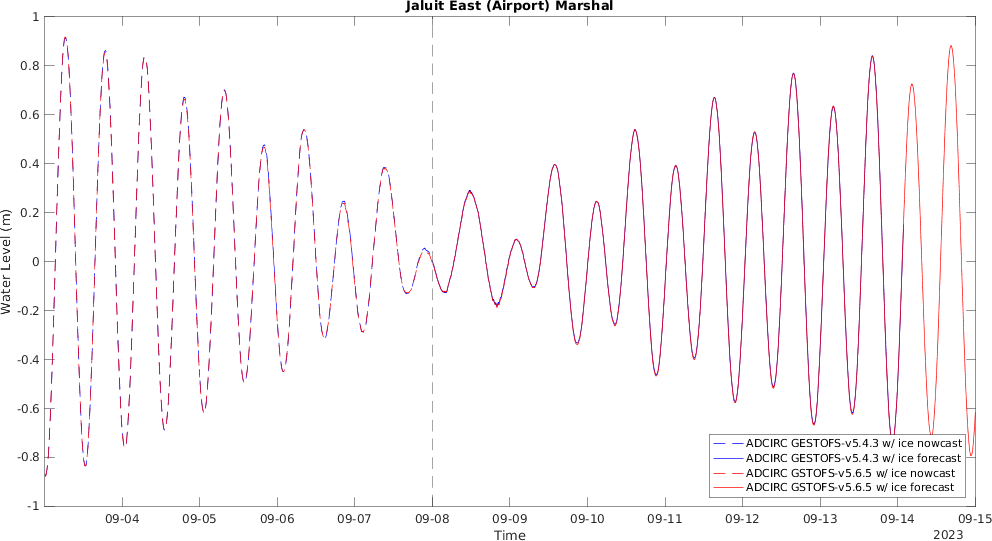 Jaluit East (Airport) Marshal
Water Level (m)
1
0.8
0.6
0.4
0.2
0
-0.2
-0.4
-0.6
-0.8
-1
ADCIRC GESTOFS-v5.4.3 w/ ice nowcast
ADCIRC GESTOFS-v5.4.3 w/ ice forecast
ADCIRC GSTOFS-v5.6.5 w/ ice nowcast
ADCIRC GSTOFS-v5.6.5 w/ ice forecast
09-04 09-05 09-06 09-07 09-08 09-09 09-10 09-11 09-12 09-13 09-14 09-15
Time
2023